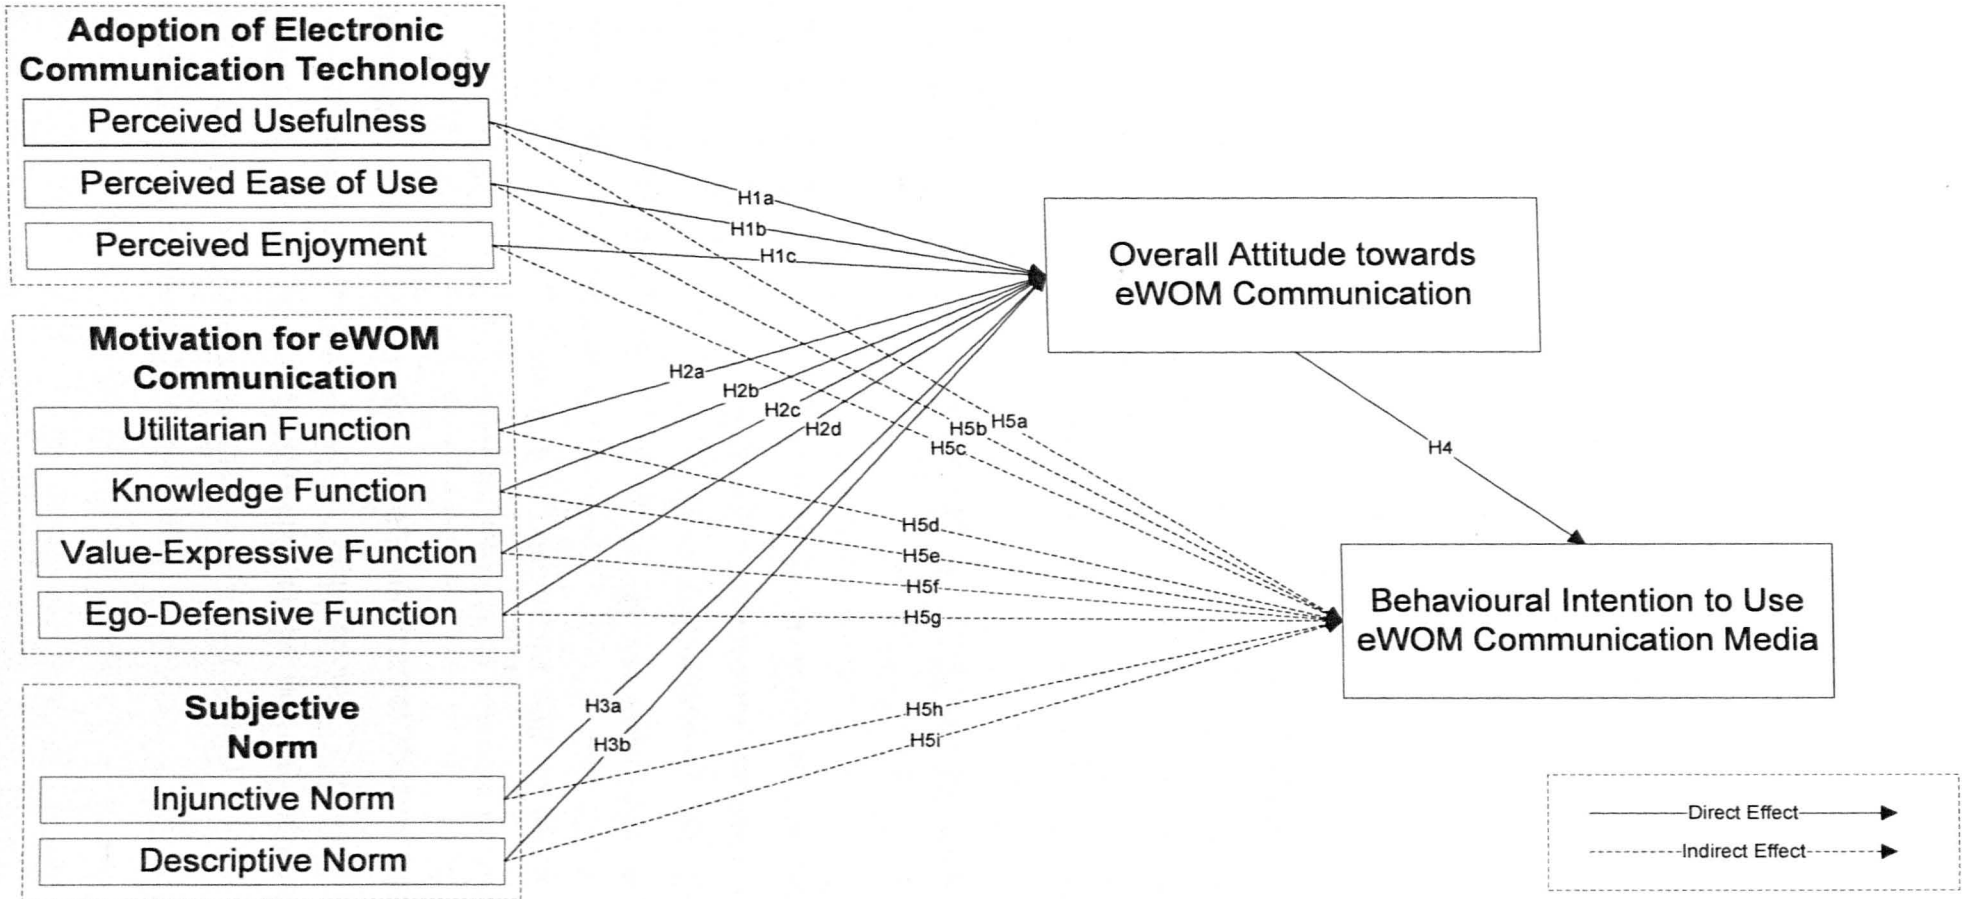 Adoption of Electronic
Communication Technology
Perceived Usefulness
Perceived Ease of Use
Perceived Enjoyment
Motivation for eWOM
Communication
Utilitarian Function
Knowledge Function
Value-Expressive Function
Ego-Defensive Function
Subjective
Norm
Injunctive Norm
Descriptive Norm
H1a
H1b
H1c
H2a
H2b
H2c
H2d
H3a
H3b
H5a
H5b
H5c
H5d
H5e
H5f
H5g
H5h
H5i
Overall Attitude towards
eWOM Communication
H4
Behavioural Intention to Use
eWOM Communication Media
Direct Effect
Indirect Effect